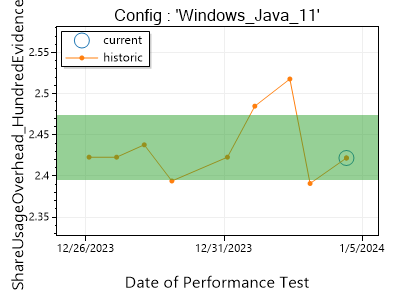 Config : 'Windows_Java_11'
current
historic
ShareUsageOverhead_HundredEvidence
2.55
2.5
2.45
2.4
2.35
12/26/2023
12/31/2023
1/5/2024
Date of Performance Test